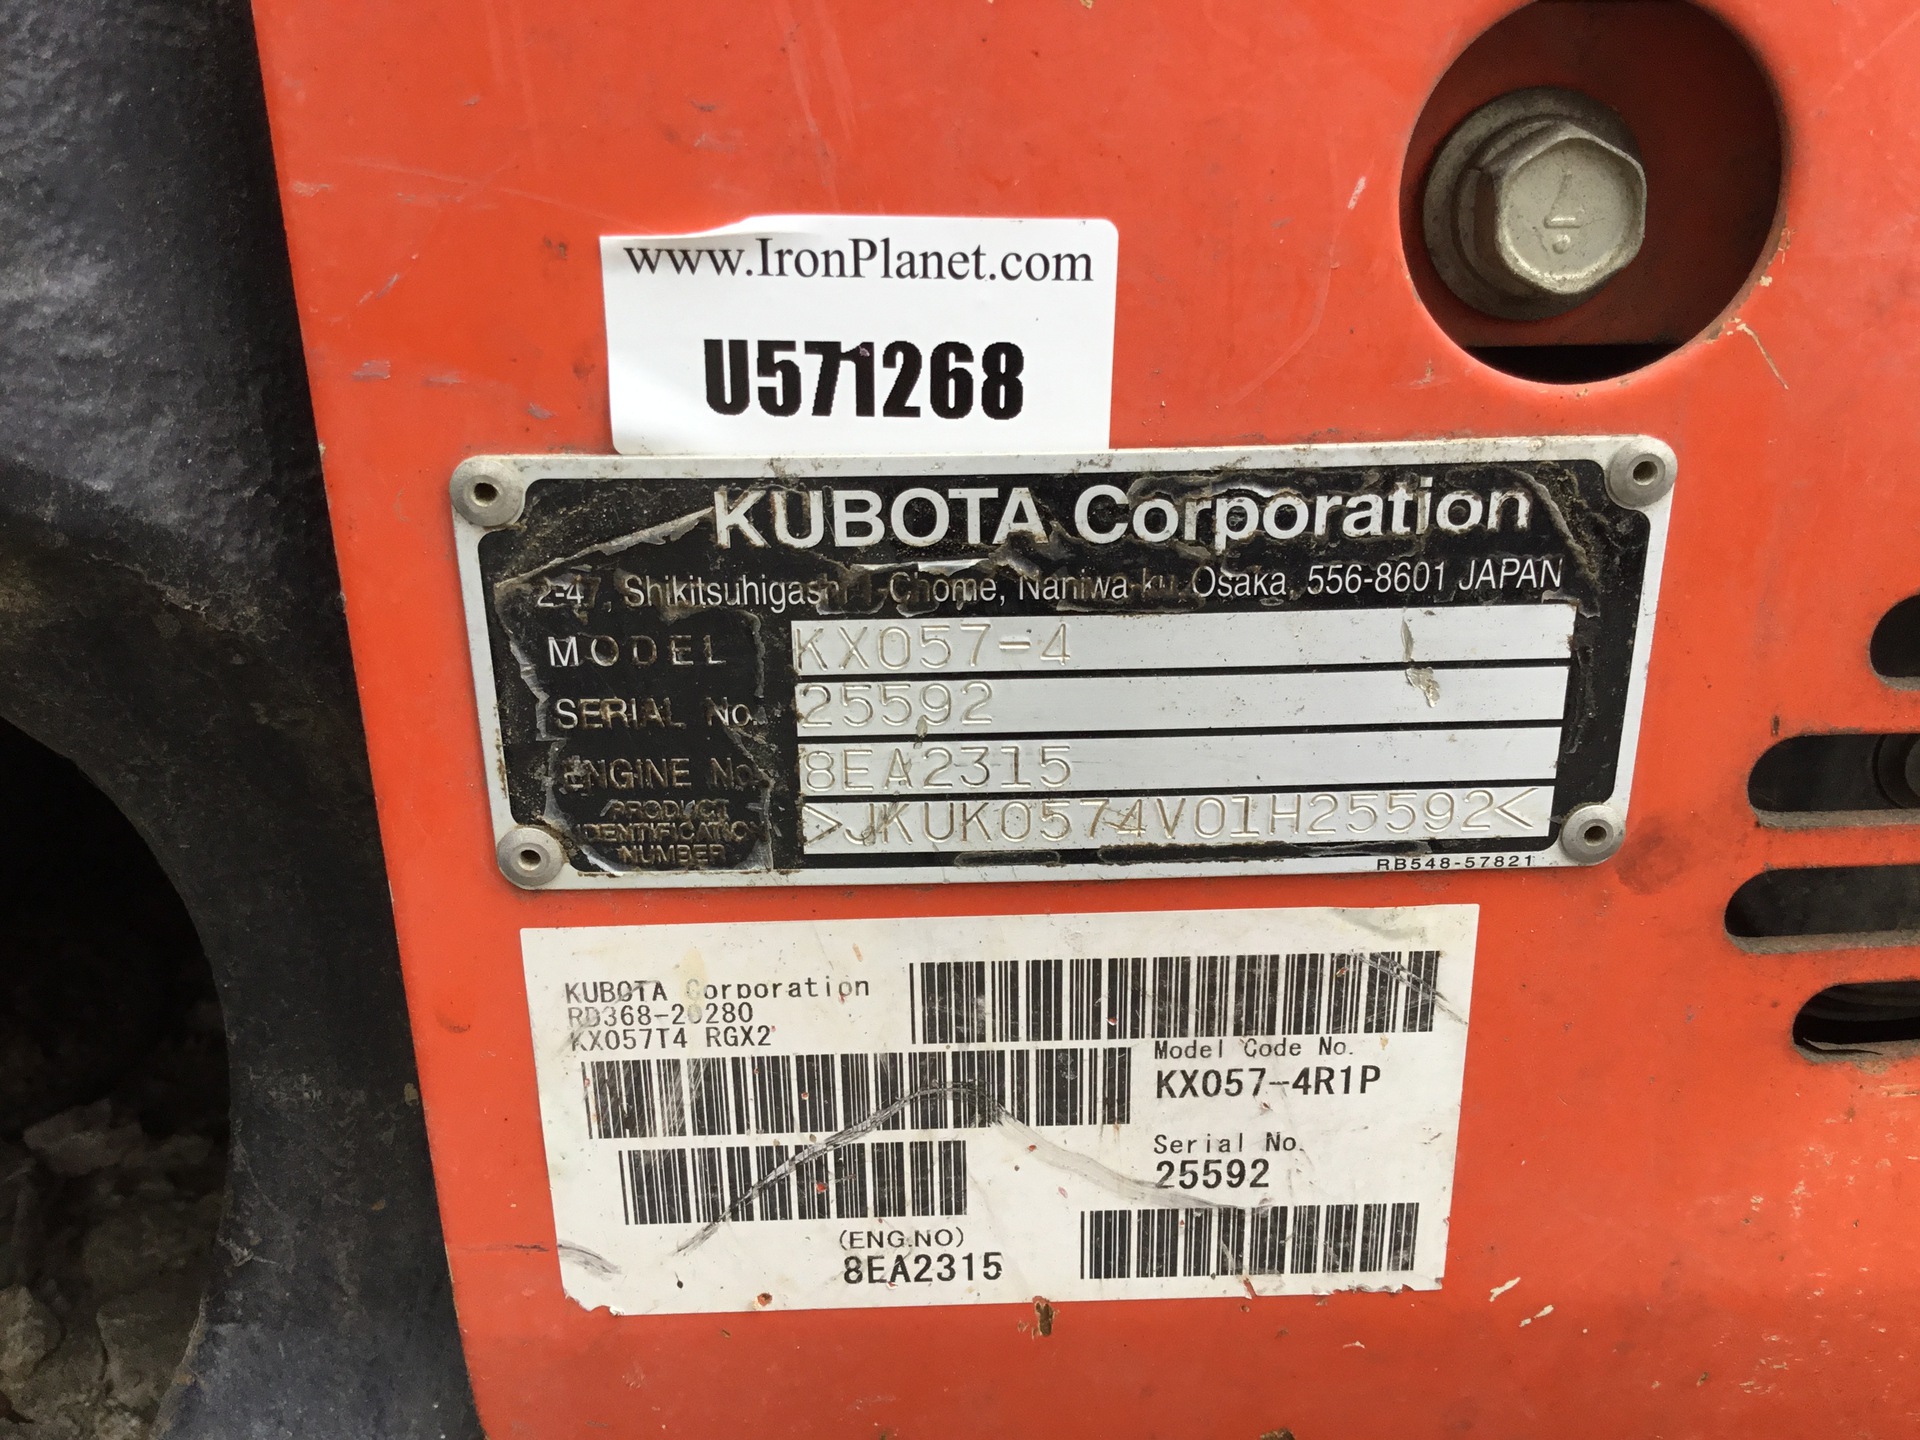 www.IronPlanet.com
U571268
KUBOTA Corporation
2-47, Shikitsuhigashi 1-Chome, Naniwa-ku, Osaka, 556-8601 JAPAN
MODEL KX057-4
SERIAL No. 25592
ENGINE No. 8EA2315
PRODUCT IDENTIFICATION NUMBER >JKUK0574V01H25592<
RB548-57821
KUBOTA Corporation
RD368-20280
KX057T4 RGX2
Model Code No.
KX057-4R1P
Serial No.
25592
(ENG.NO)
8EA2315
7